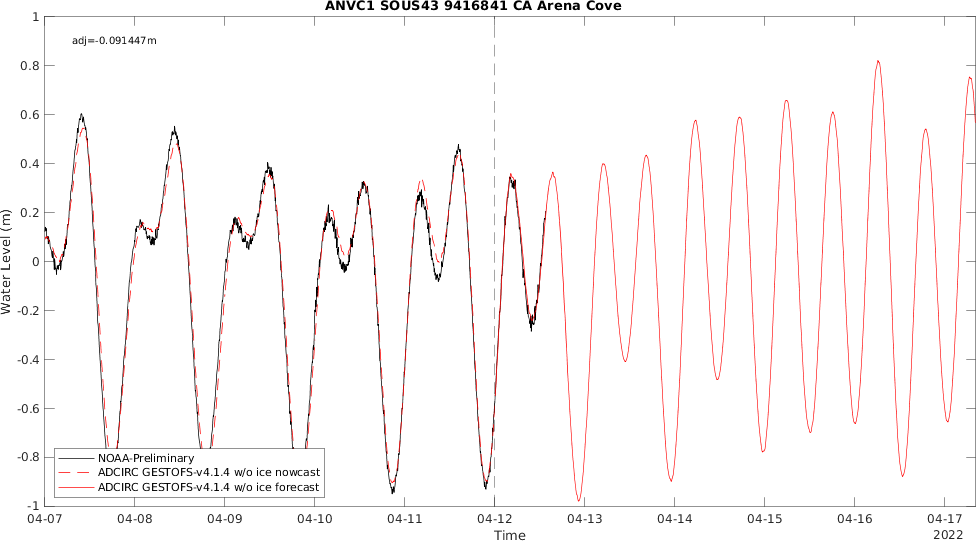 ANVC1 SOUS43 9416841 CA Arena Cove
adj=-0.091447m
1
0.8
0.6
0.4
0.2
0
-0.2
-0.4
-0.6
-0.8
-1
Water Level (m)
NOAA-Preliminary
ADCIRC GESTOFS-v4.1.4 w/o ice nowcast
ADCIRC GESTOFS-v4.1.4 w/o ice forecast
04-07 04-08 04-09 04-10 04-11 04-12 04-13 04-14 04-15 04-16 04-17
Time
2022